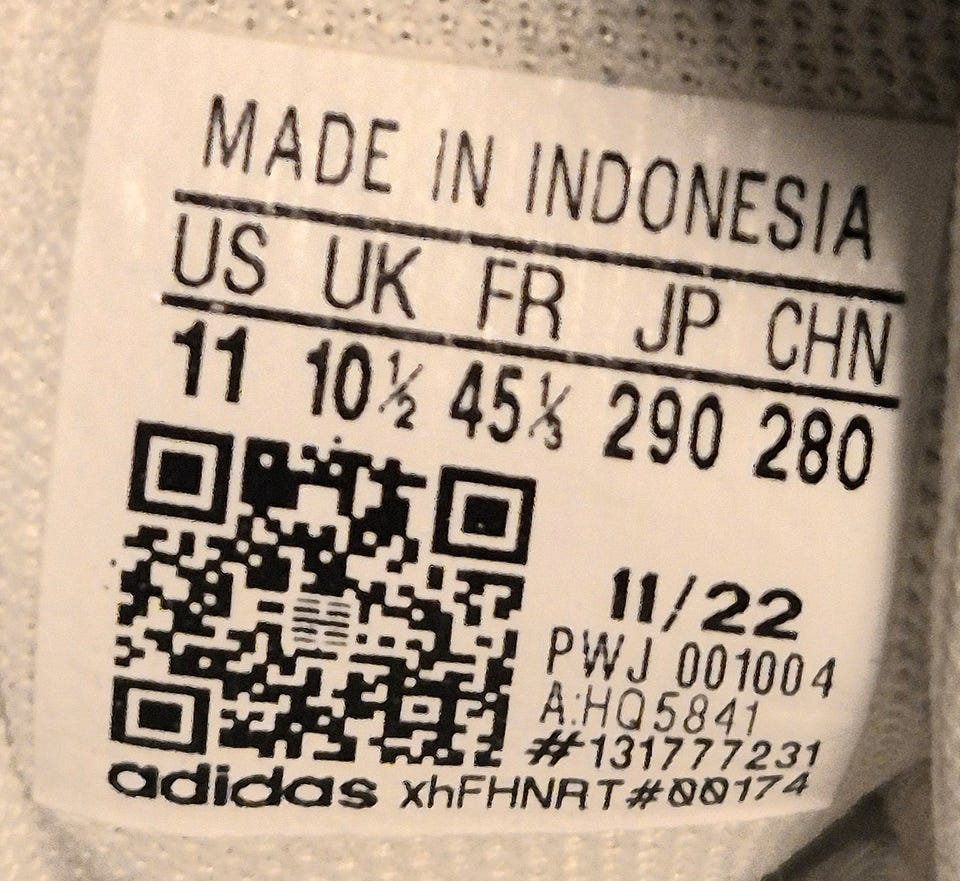 MADE IN INDONESIA
US UK FR JP CHN
11 10½ 45⅓ 290 280
11/22
PWJ 001004
A:HQ5841
#131777231
adidas xhFHNRT#00174